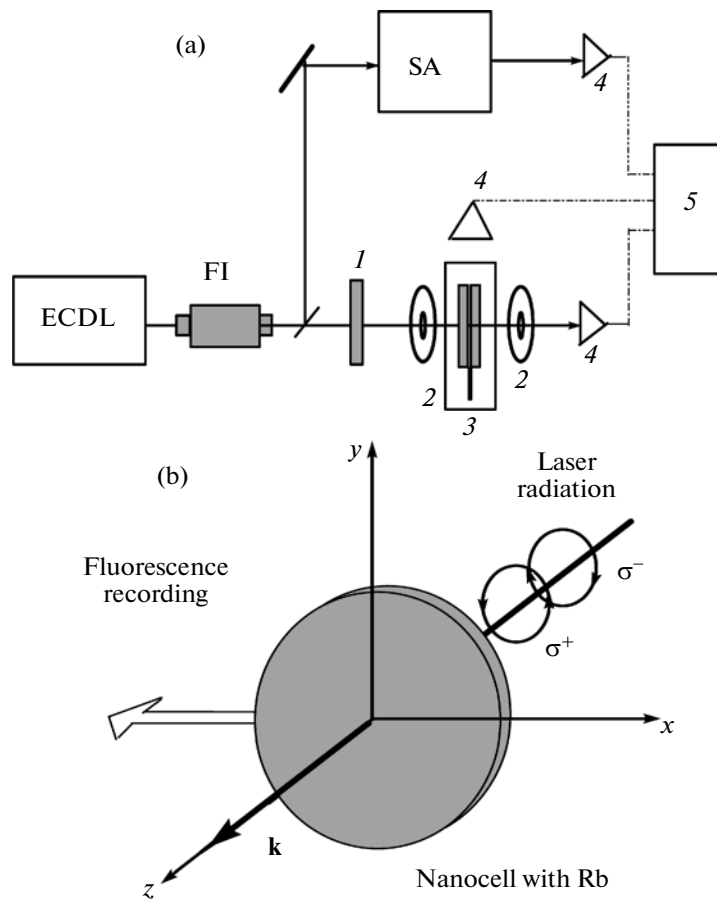 (a)
SA
4
4
5
FI
1
ECDL
2
2
4
3
(b)
y
Laser
radiation
Fluorescence
recording
σ−
σ+
x
k
z
Nanocell with Rb